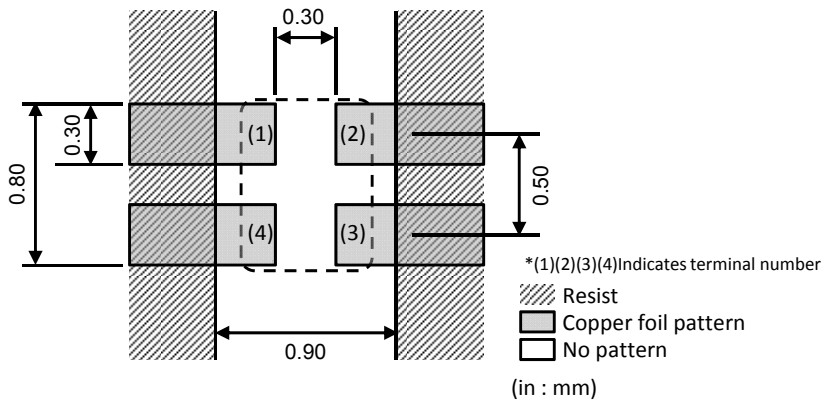 0.30
(1)
(2)
0.30
0.80
0.50
(4)
(3)
*(1)(2)(3)(4)Indicates terminal number
Resist
Copper foil pattern
No pattern
0.90
(in : mm)